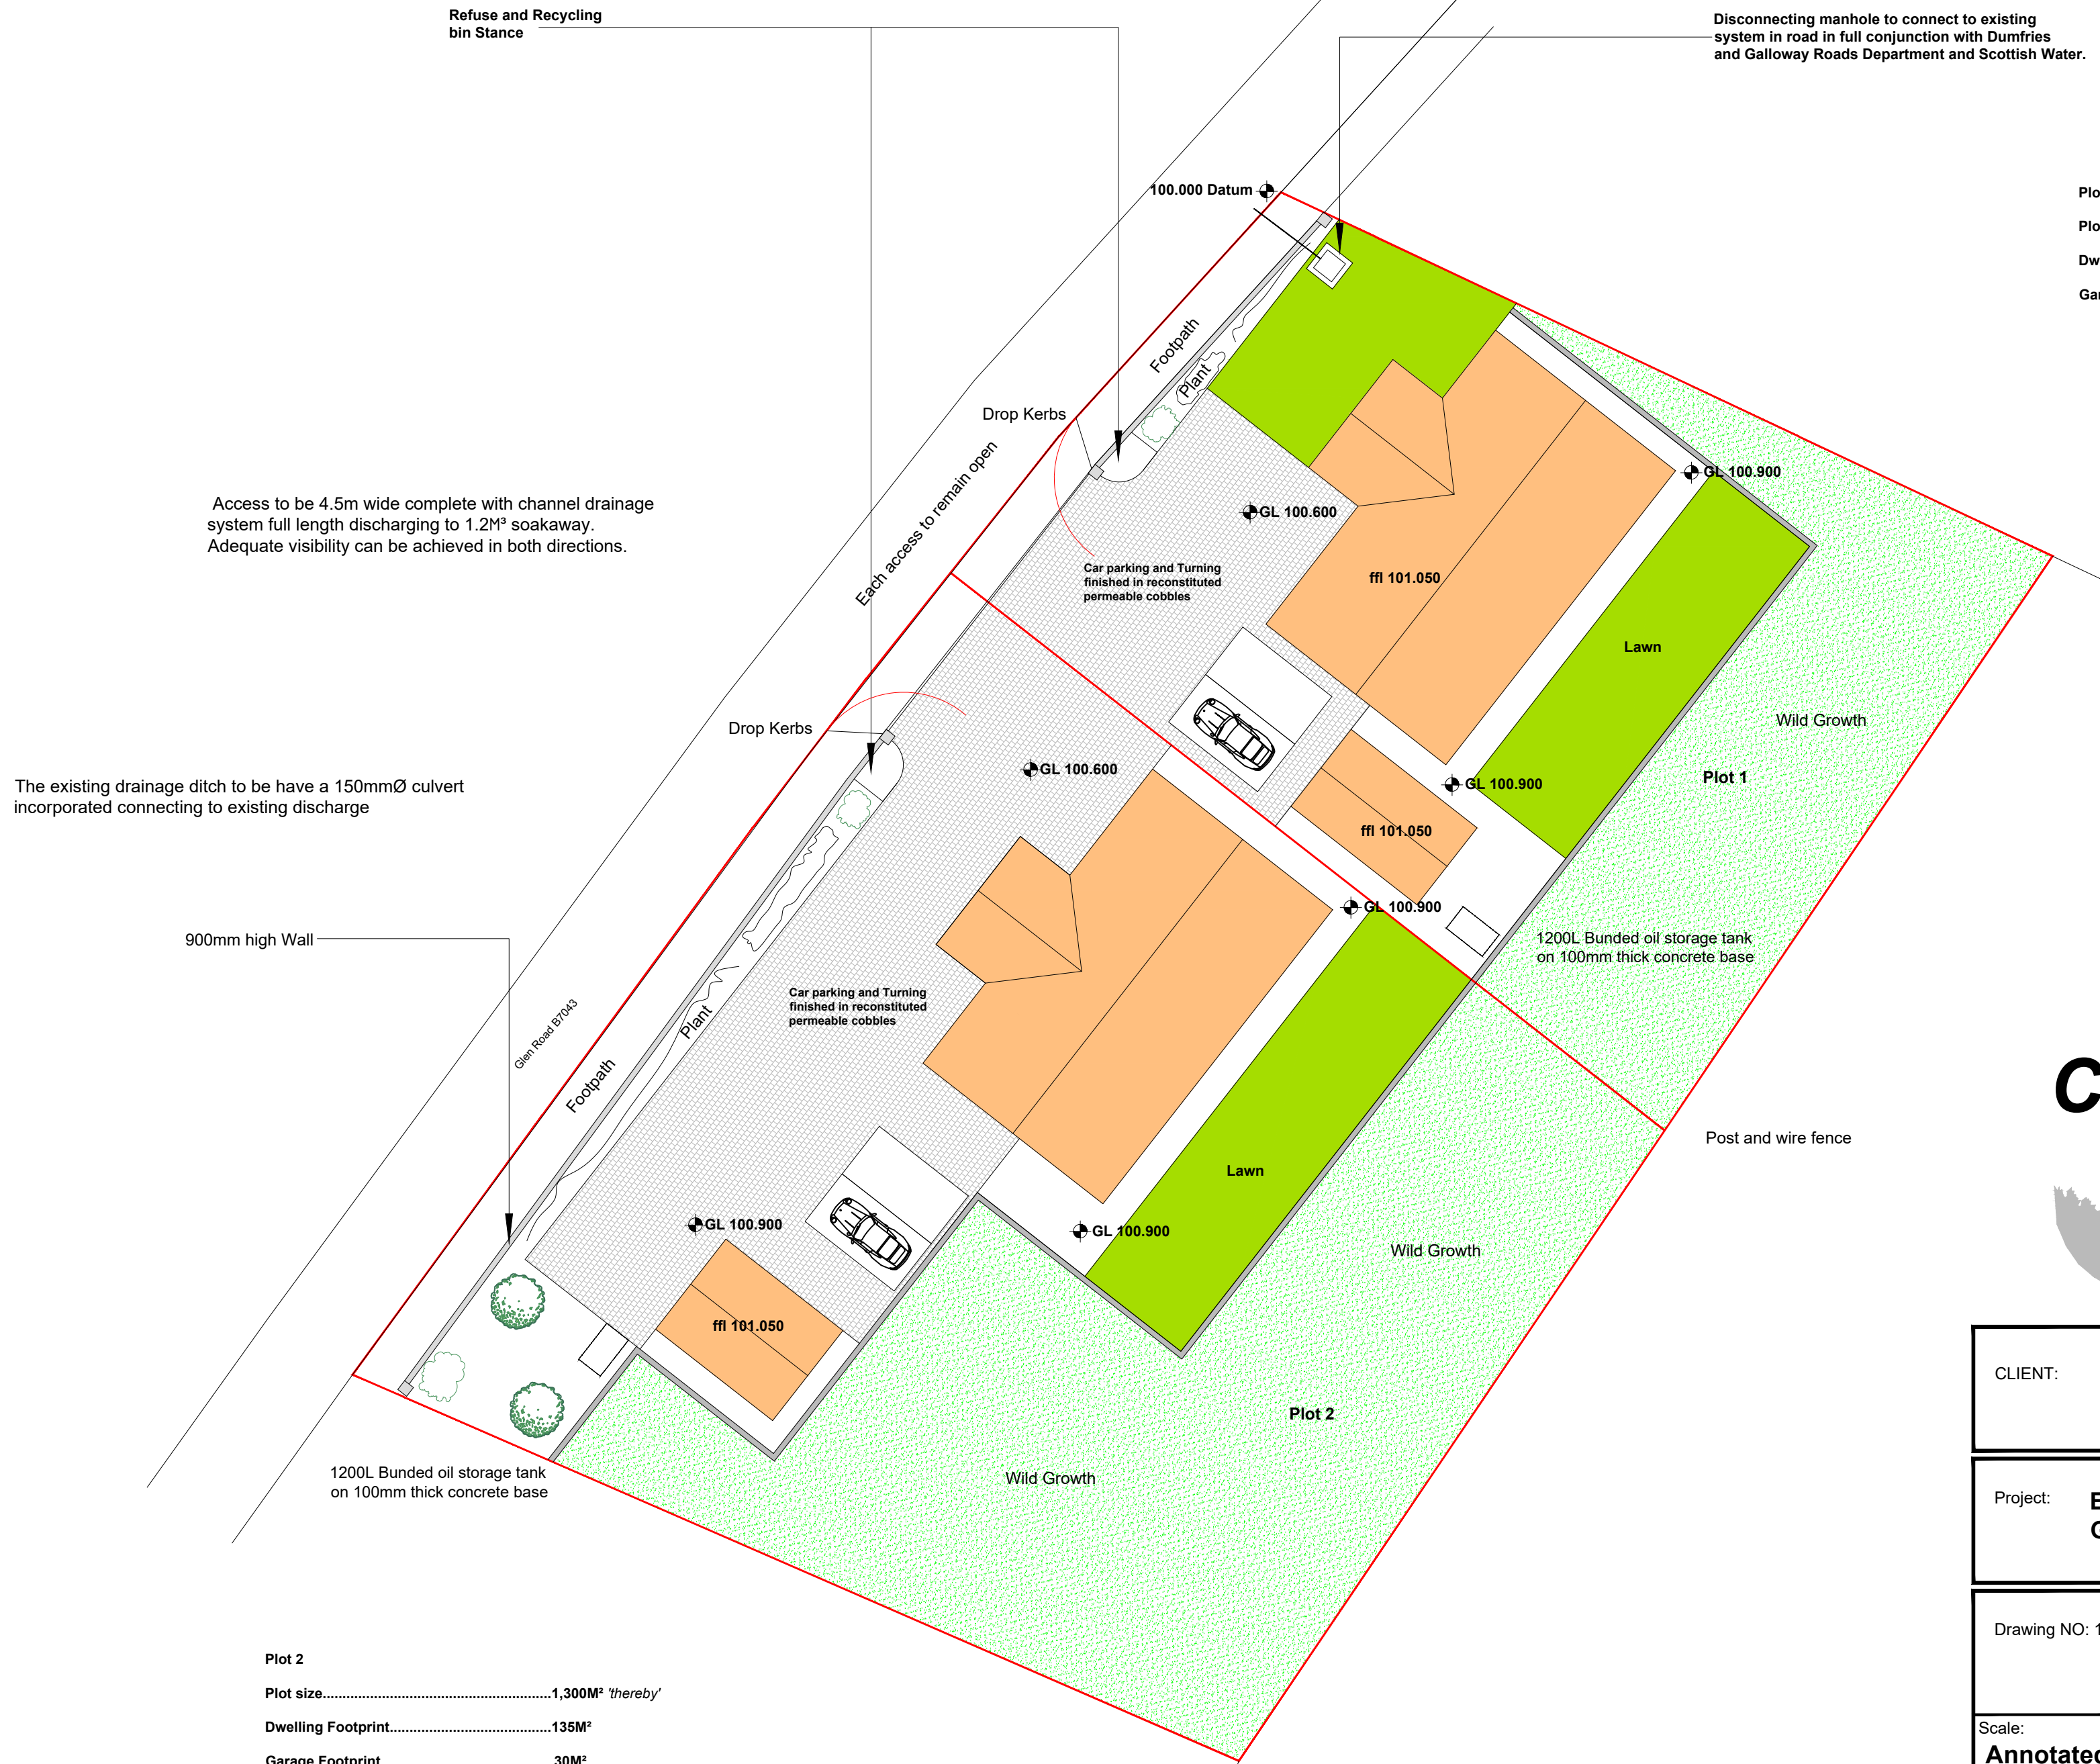 Refuse and Recycling
bin Stance
Disconnecting manhole to connect to existing
system in road in full conjunction with Dumfries
and Galloway Roads Department and Scottish Water.
100.000 Datum
Footpath
Plant
Drop Kerbs
Each access to remain open
GL 100.900
GL 100.600
Access to be 4.5m wide complete with channel drainage
system full length discharging to 1.2M³ soakaway.
Adequate visibility can be achieved in both directions.
Car parking and Turning
finished in reconstituted
permeable cobbles
ffl 101.050
Lawn
Wild Growth
Plot 1
Drop Kerbs
GL 100.600
GL 100.900
The existing drainage ditch to be have a 150mmØ culvert
incorporated connecting to existing discharge
ffl 101.050
GL 100.900
900mm high Wall
1200L Bunded oil storage tank
on 100mm thick concrete base
Car parking and Turning
finished in reconstituted
permeable cobbles
Plant
Glen Road B7043
Footpath
Post and wire fence
Lawn
GL 100.900
GL 100.900
Wild Growth
ffl 101.050
Plot 2
1200L Bunded oil storage tank
on 100mm thick concrete base
Wild Growth
CLIENT:
Project:
Drawing NO: 1
Scale:
Annotated
Plot 2
Plot size..........................................................1,300M² 'thereby'
Dwelling Footprint.........................................135M²
Garage Footprint 30M²